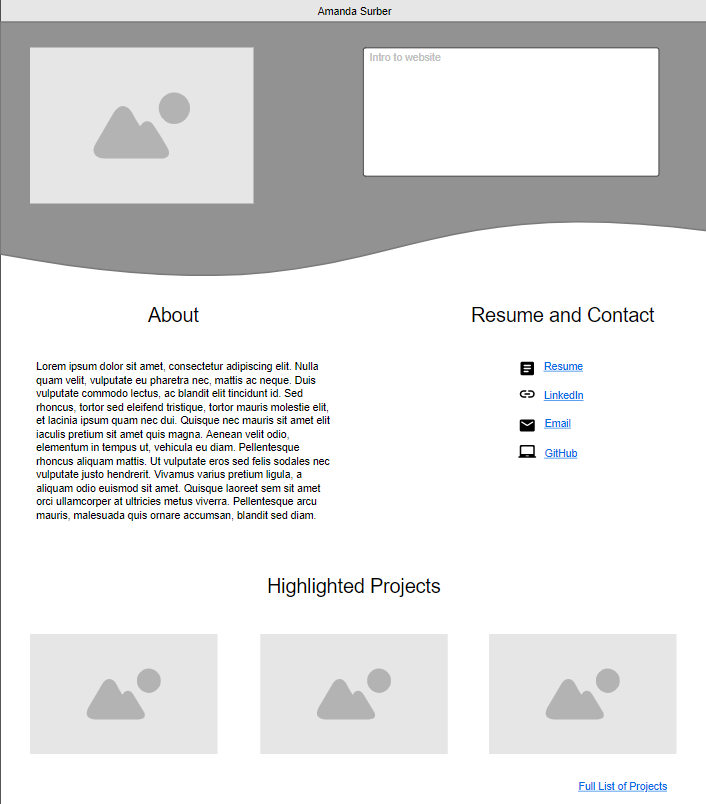 Amanda Surber
Intro to website
About
Lorem ipsum dolor sit amet, consectetur adipiscing elit. Nulla
quam velit, vulputate eu pharetra nec, mattis ac neque. Duis
vulputate commodo lectus, ac blandit elit tincidunt id. Sed
rhoncus, tortor sed eleifend tristique, tortor mauris molestie elit,
et lacinia ipsum quam nec dui. Quisque nec mauris sit amet elit
iaculis pretium sit amet quis magna. Aenean velit odio,
elementum in tempus ut, vehicula eu diam. Pellentesque
rhoncus aliquam mattis. Ut vulputate eros sed felis sodales nec
vulputate justo hendrerit. Vivamus varius pretium ligula, a
aliquam odio euismod sit amet. Quisque laoreet sem sit amet
orci ullamcorper at ultricies metus viverra. Pellentesque arcu
mauris, malesuada quis ornare accumsan, blandit sed diam.
Resume and Contact
Resume
LinkedIn
Email
GitHub
Highlighted Projects
Full List of Projects